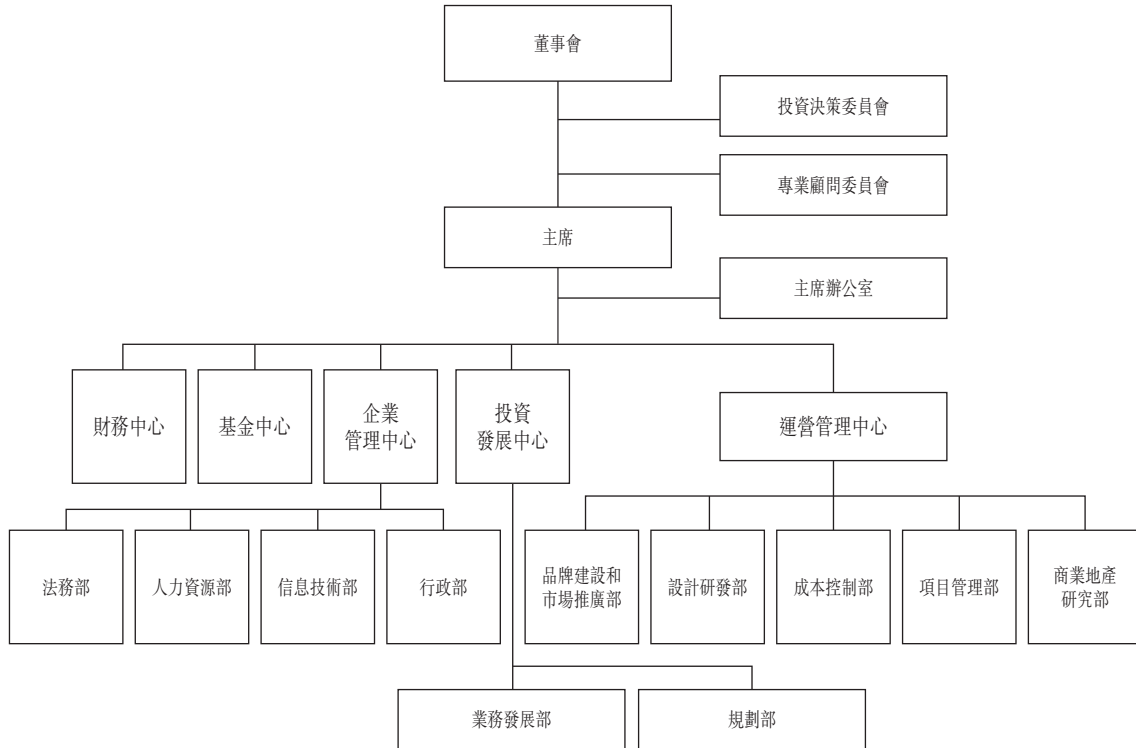 董事會
投資決策委員會
專業顧問委員會
主席
主席辦公室
財務中心
基金中心
企業
管理中心
投資
發展中心
運營管理中心
法務部
人力資源部
信息技術部
行政部
品牌建設和
市場推廣部
設計研發部
成本控制部
項目管理部
商業地產
研究部
業務發展部
規劃部